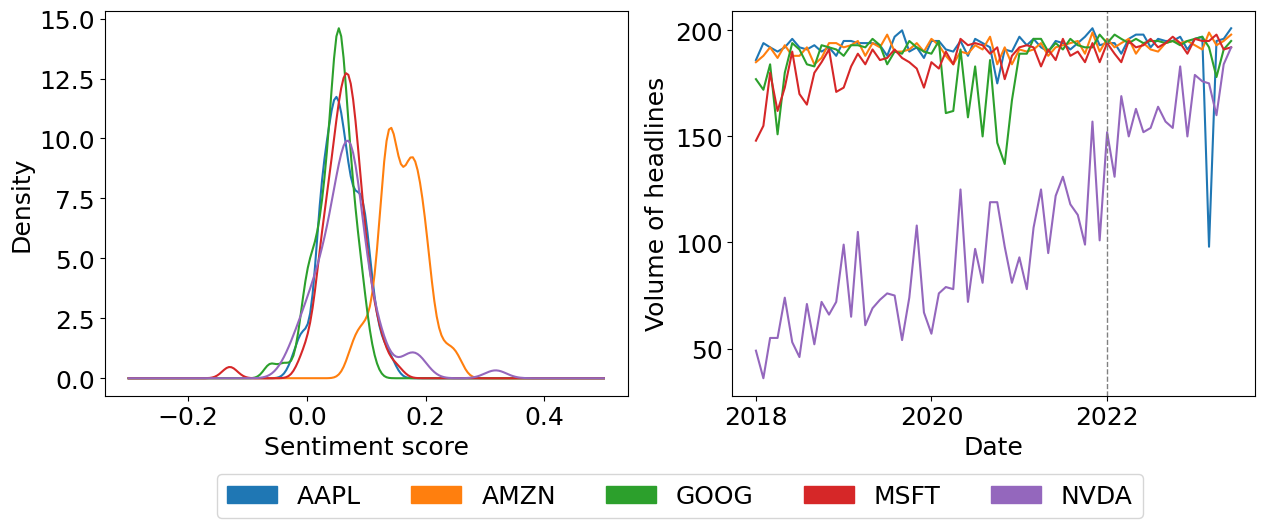 15.0
12.5
10.0
7.5
5.0
2.5
0.0
Density
−0.2 0.0 0.2 0.4
Sentiment score
200
150
100
50
Volume of headlines
2018 2020 2022
Date
AAPL AMZN GOOG MSFT NVDA